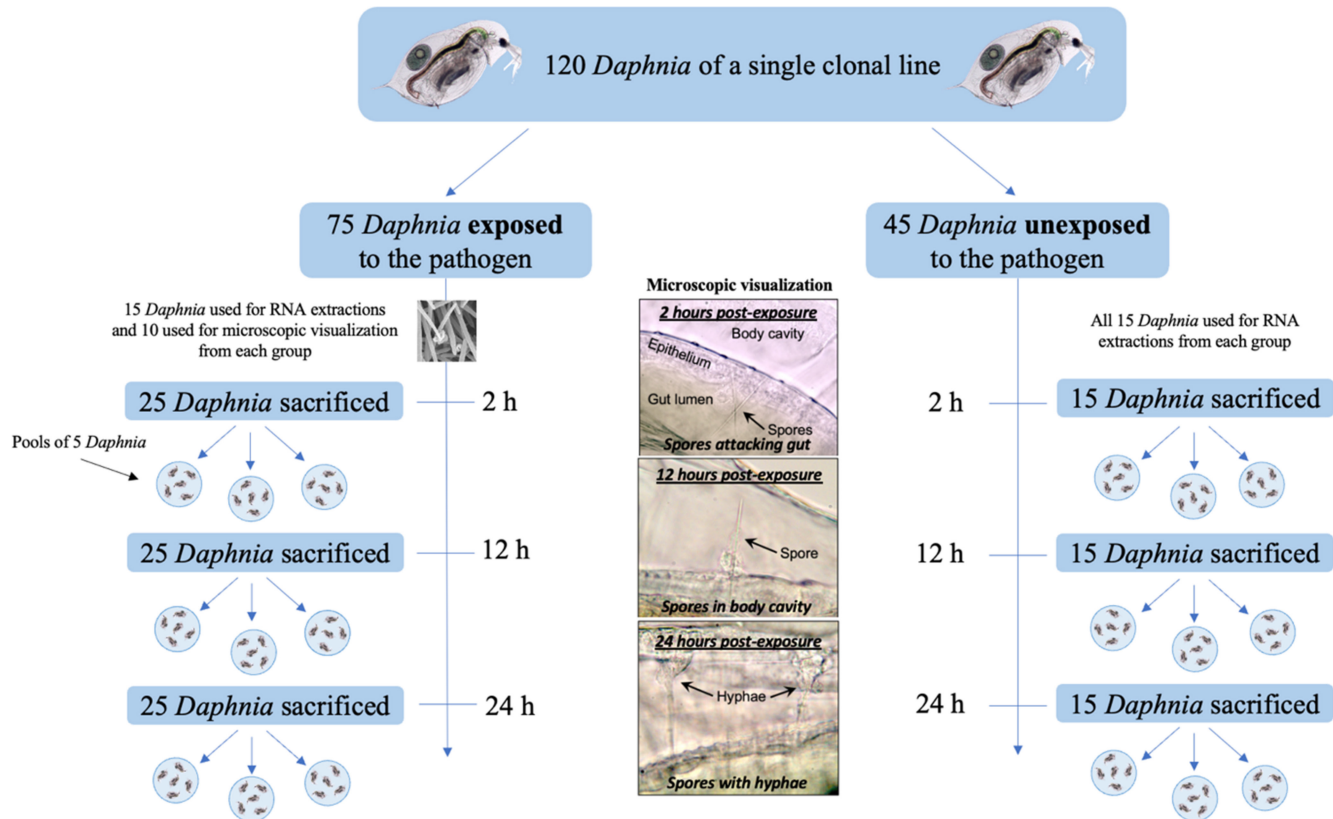 120 Daphnia of a single clonal line
75 Daphnia exposed
to the pathogen
45 Daphnia unexposed
to the pathogen
15 Daphnia used for RNA extractions
and 10 used for microscopic visualization
from each group
25 Daphnia sacrificed
2 h
Pools of 5 Daphnia
25 Daphnia sacrificed
12 h
25 Daphnia sacrificed
24 h
Microscopic visualization
2 hours post-exposure
Body cavity
Epithelium
Gut lumen
Spores
Spores attacking gut
12 hours post-exposure
Spore
Spores in body cavity
24 hours post-exposure
Hyphae
Spores with hyphae
All 15 Daphnia used for RNA
extractions from each group
2 h
15 Daphnia sacrificed
12 h
15 Daphnia sacrificed
24 h
15 Daphnia sacrificed